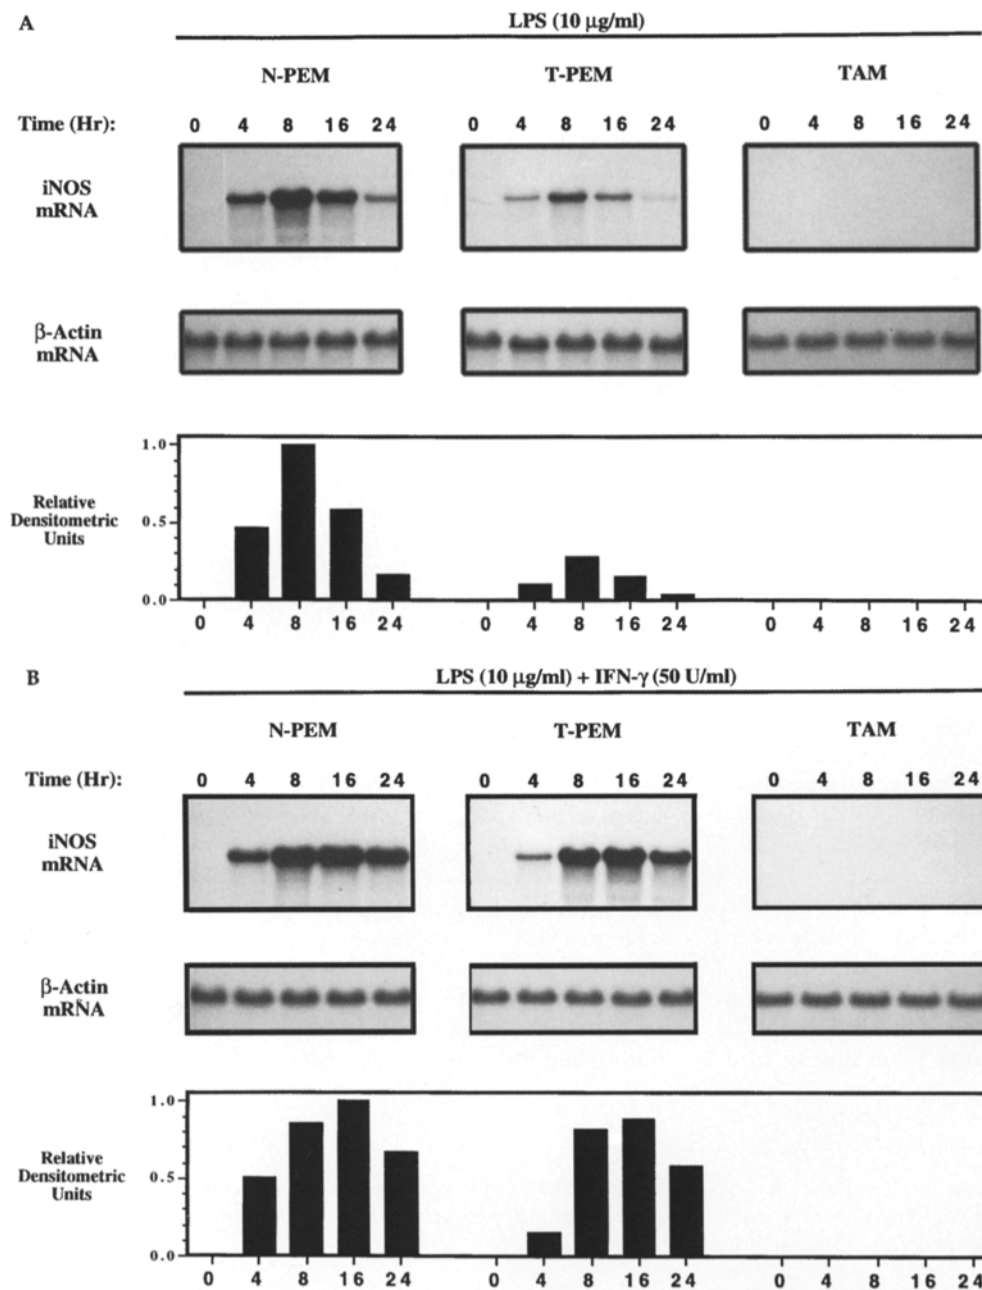 A
LPS (10 μg/ml)
N-PEM T-PEM TAM
Time (Hr): 0 4 8 16 24 0 4 8 16 24 0 4 8 16 24
iNOS
mRNA
β-Actin
mRNA
1.0
Relative
Densitometric
Units
0.5
0.0
0 4 8 16 24 0 4 8 16 24 0 4 8 16 24
B
LPS (10 μg/ml) + IFN-γ (50 U/ml)
N-PEM T-PEM TAM
Time (Hr): 0 4 8 16 24 0 4 8 16 24 0 4 8 16 24
iNOS
mRNA
β-Actin
mRNA
1.0
Relative
Densitometric
Units
0.5
0.0
0 4 8 16 24 0 4 8 16 24 0 4 8 16 24